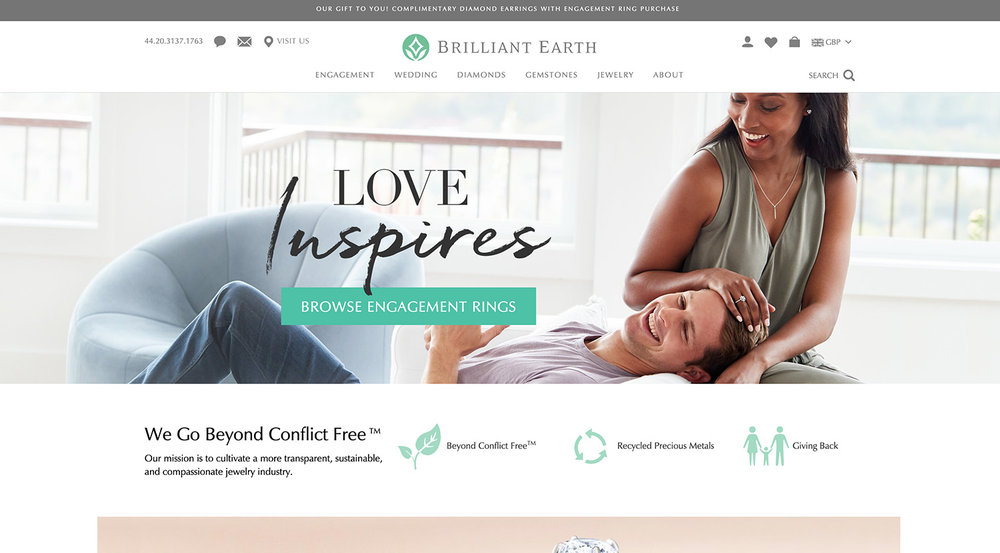 OUR GIFT TO YOU! COMPLIMENTARY DIAMOND EARRINGS WITH ENGAGEMENT RING PURCHASE
44.20.3137.1763 VISIT US BRILLIANT EARTH GBP
ENGAGEMENT WEDDING DIAMONDS GEMSTONES JEWELRY ABOUT SEARCH
LOVE
Inspires
BROWSE ENGAGEMENT RINGS
We Go Beyond Conflict Free™
Our mission is to cultivate a more transparent, sustainable,
and compassionate jewelry industry.
Beyond Conflict Free™
Recycled Precious Metals
Giving Back